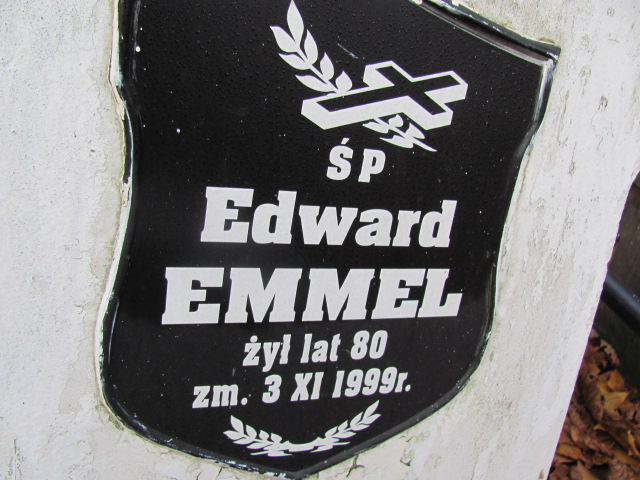 ŚP
Edward
EMMEL
żył lat 80
zm. 3 XI 1999r.